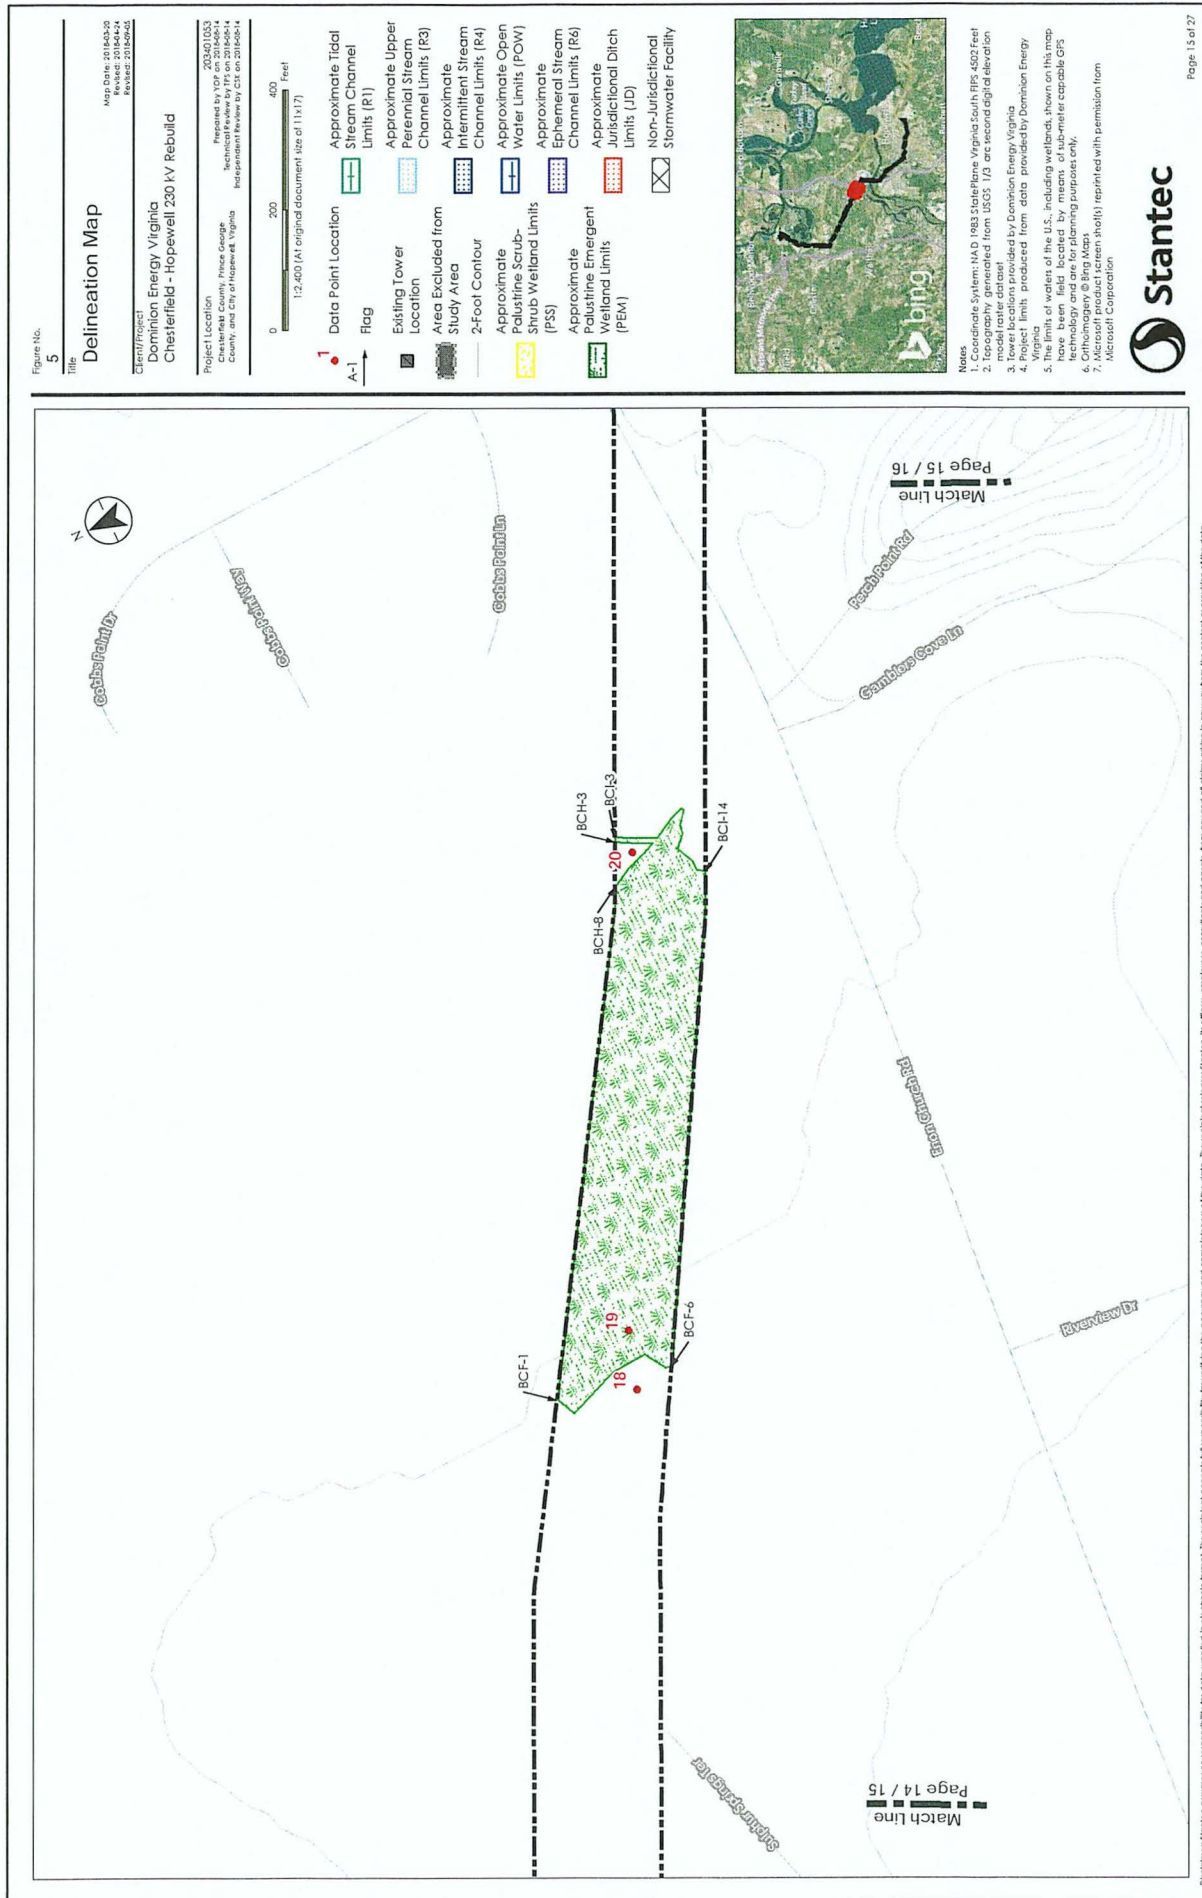 Figure No.
5
Title
Delineation Map
Client/Project
Dominion Energy Virginia
Chesterfield - Hopewell 230 kV Rebuild
Map Date: 2018-03-20
Revised: 2018-04-24
Revised: 2018-09-05
Project Location
Chesterfield County, Prince George
County, and City of Hopewell, Virginia
203401053
Prepared by YOP on 2018-08-14
Technical Review by TPS on 2018-08-14
Independent Review by CSK on 2018-08-14
0
200
400
Feet
1:2,400 (At original document size of 11x17)
1
Data Point Location
A-1
Flag
Existing Tower
Location
Area Excluded from
Study Area
2-Foot Contour
Approximate
Palustrine Scrub-
Shrub Wetland Limits
(PSS)
Approximate
Palustrine Emergent
Wetland Limits
(PEM)
Approximate Tidal
Stream Channel
Limits (R1)
Approximate Upper
Perennial Stream
Channel Limits (R3)
Approximate
Intermittent Stream
Channel Limits (R4)
Approximate Open
Water Limits (POW)
Approximate
Ephemeral Stream
Channel Limits (R6)
Approximate
Jurisdictional Ditch
Limits (JD)
Non-Jurisdictional
Stormwater Facility
bing
Notes
1. Coordinate System: NAD 1983 StatePlane Virginia South FIPS 4502 Feet
2. Topography generated from USGS 1/3 arc second digital elevation
model raster dataset
3. Tower locations provided by Dominion Energy Virginia
4. Project limits produced from data provided by Dominion Energy
Virginia
5. The limits of waters of the U.S., including wetlands, shown on this map
have been field located by means of sub-meter capable GPS
technology and are for planning purposes only.
6. Orthoimagery © Bing Maps
7. Microsoft product screen shot(s) reprinted with permission from
Microsoft Corporation
Stantec
Page 15 of 27
N
Cobbs Point Dr
Cobbs Point Way
Cobbs Point Ln
BCH-3
BCI-3
BCH-8
20
BCI-14
BCF-1
19
18
BCF-6
Perch Point Rd
Gamblers Cove Ln
Enon Church Rd
Riverview Dr
Sulphur Springs Ter
Match Line
Page 14 / 15
Match Line
Page 15 / 16